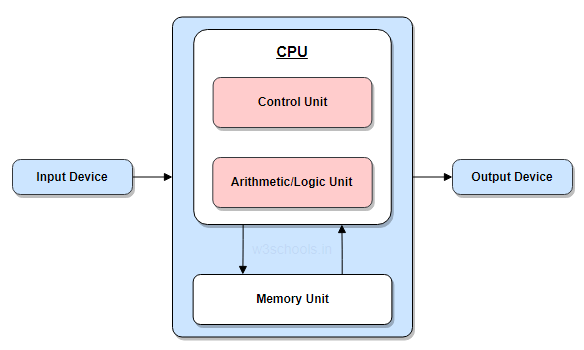 CPU
Control Unit
Input Device
Arithmetic/Logic Unit
Output Device
w3schools.in
Memory Unit